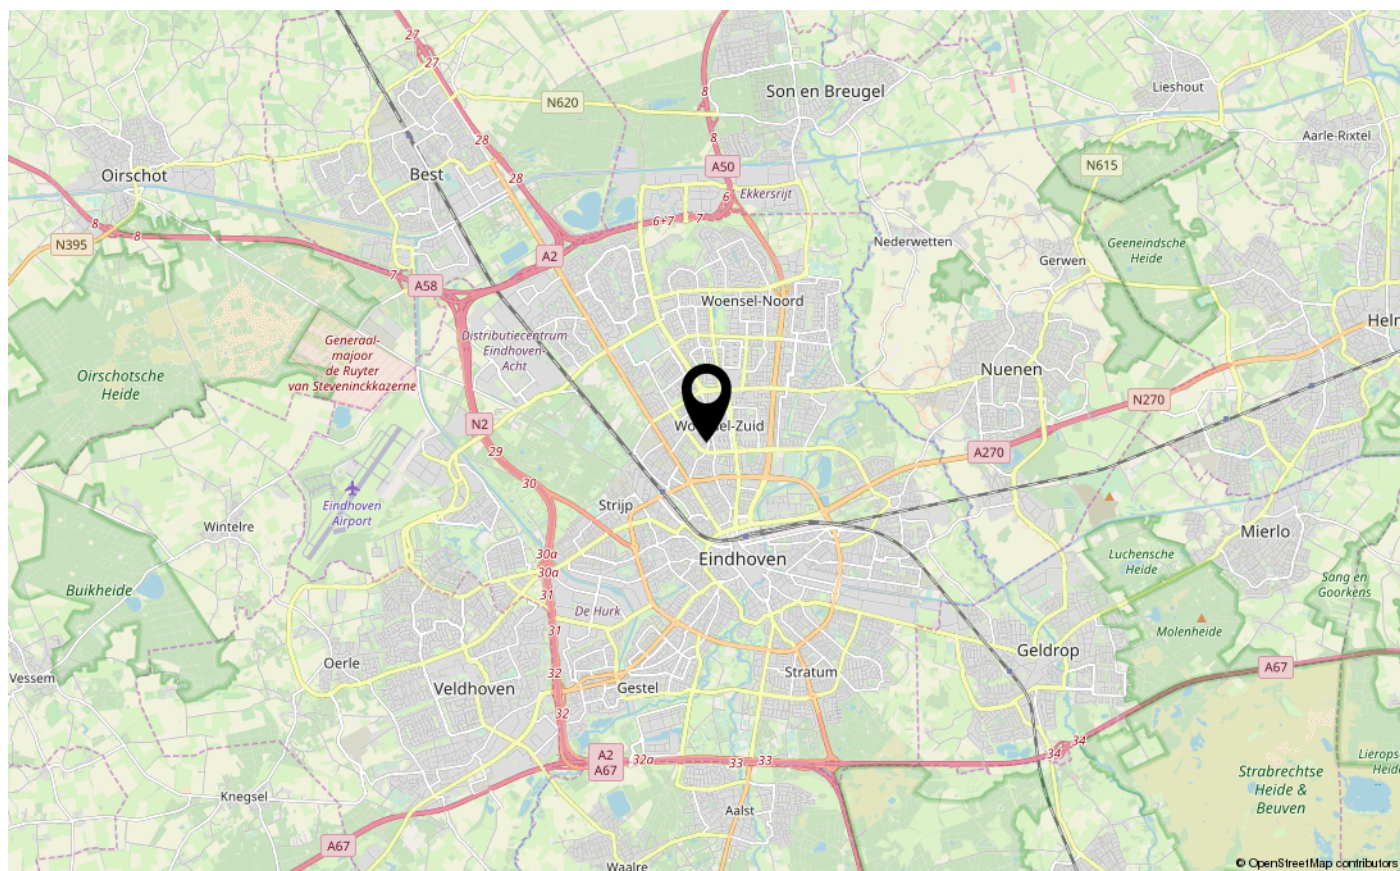 27
27
Son en Breugel
Lieshout
8
N620
Aarle-Rixtel
28
8
Oirschot
Best
28
A50
N615
6
Ekkersrijt
8
8
6+7
7
N395
Nederwetten
Geeneindsche
Heide
A2
Gerwen
7
A58
Woensel-Noord
Distributiecentrum
Eindhoven-
Acht
Generaal-
majoor
de Ruyter
van Steveninckkazerne
Oirschotsche
Heide
Nuenen
N270
N2
A270
29
30
Strijp
Eindhoven
Airport
Wintelre
Mierlo
30a
30a
Eindhoven
Luchensche
Heide
Sang en
Goorkens
Buikheide
31
De Hurk
31
Molenheide
Oerle
Geldrop
A67
Vessem
32
Veldhoven
Gestel
Stratum
32
A2
A67
32a
33
33
34
34
Strabrechtse
Heide &
Beuven
Knegsel
Aalst
A67
Waalre
© OpenStreetMap contributors